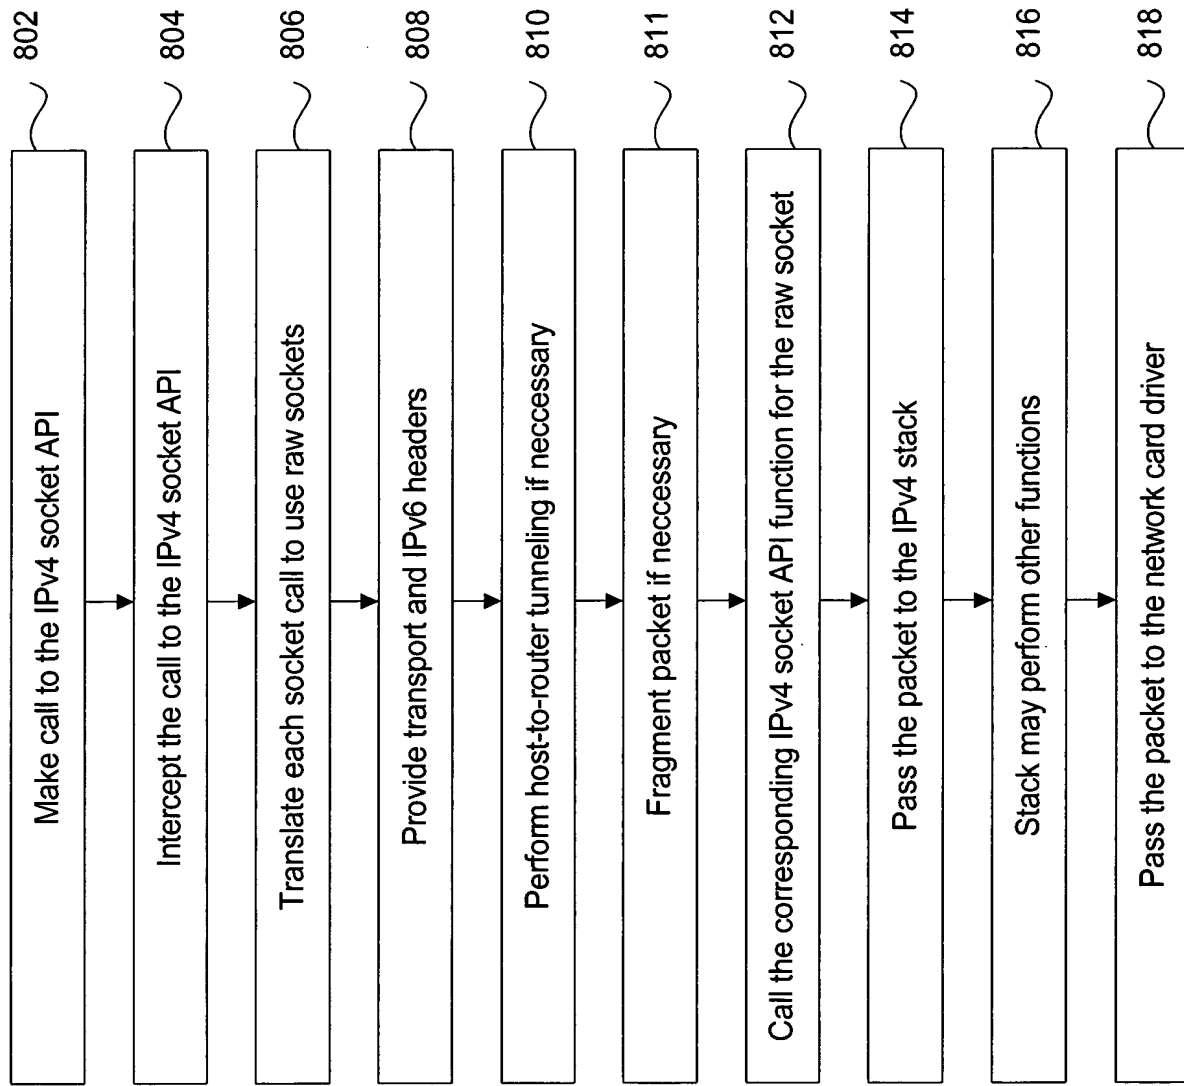 Make call to the IPv4 socket API
802
Intercept the call to the IPv4 socket API
804
Translate each socket call to use raw sockets
806
Provide transport and IPv6 headers
808
Perform host-to-router tunneling if neccessary
810
Fragment packet if neccessary
811
Call the corresponding IPv4 socket API function for the raw socket
812
Pass the packet to the IPv4 stack
814
Stack may perform other functions
816
Pass the packet to the network card driver
818